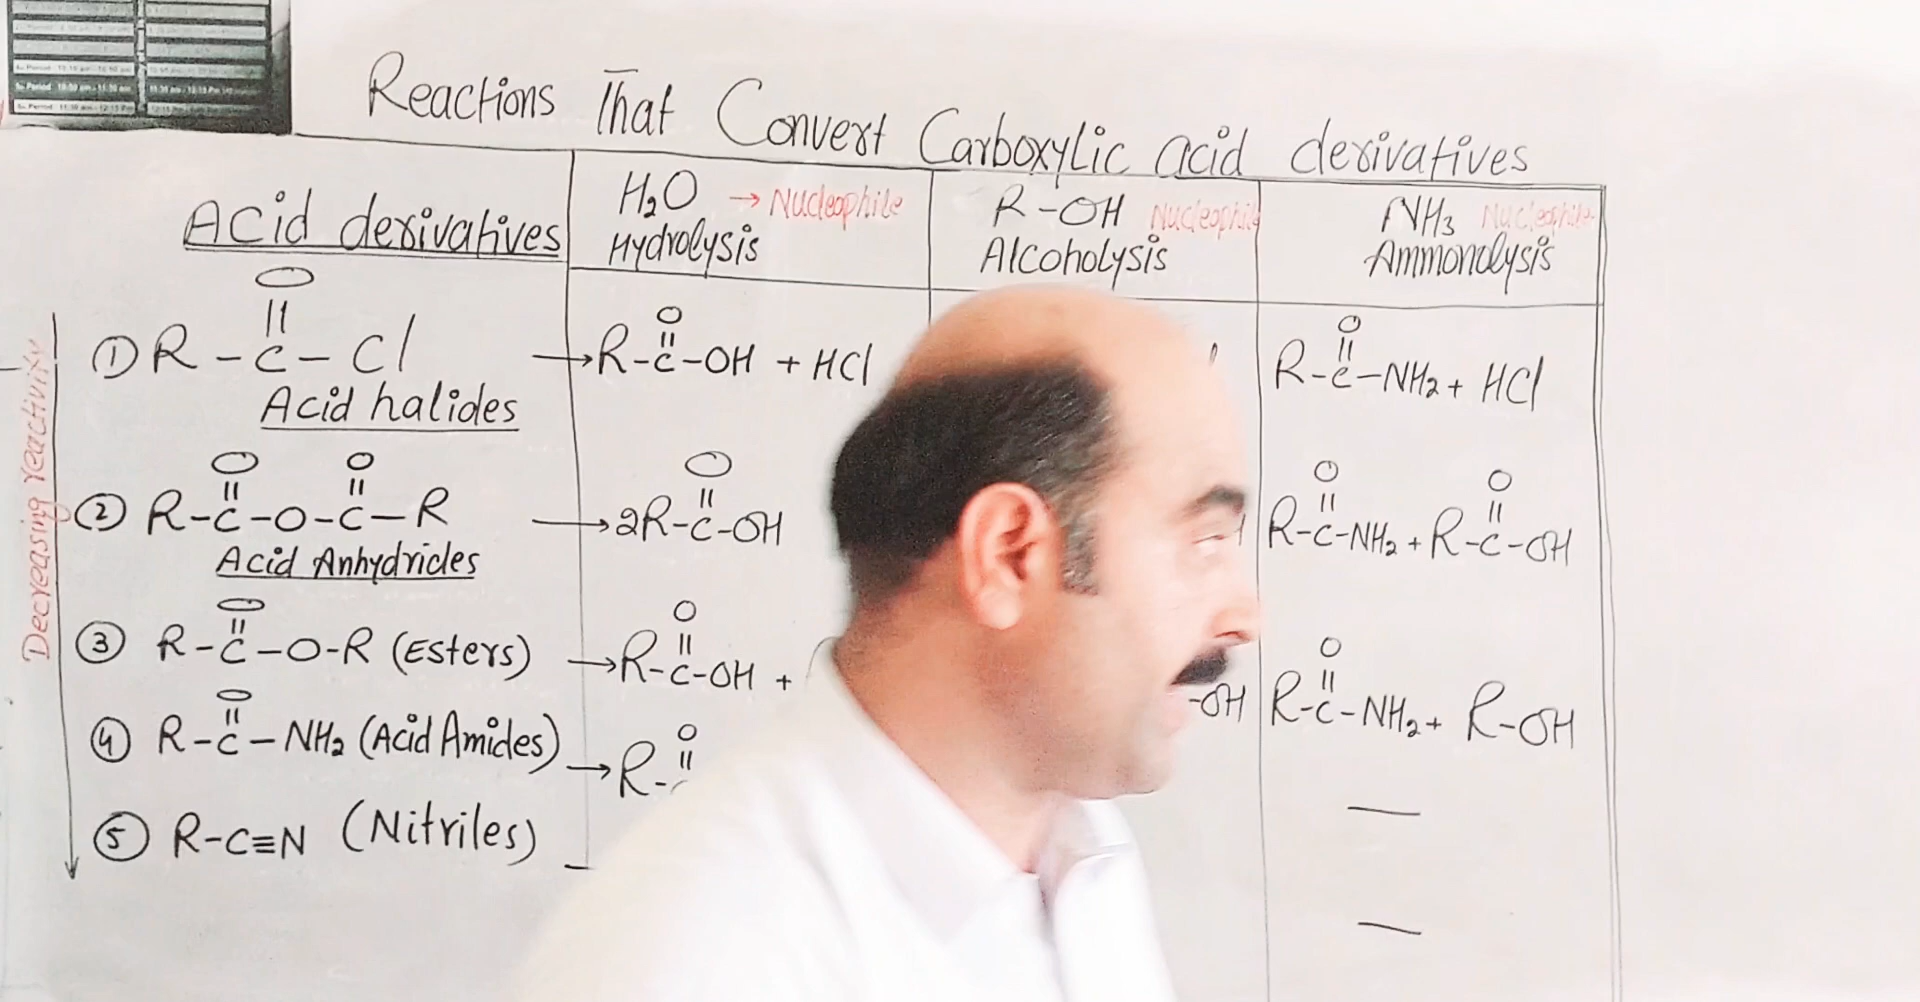 Reactions That Convert Carboxylic acid derivatives
Acid derivatives
H₂O → Nucleophile
Hydrolysis
R-OH Nucleophile
Alcoholysis
NH₃ Nucleophile
Ammonolysis
Decreasing reactivity
① R-C-Cl
O
||
Acid halides
→ R-C-OH + HCl
O
||
R-C-NH₂ + HCl
O
||
② R-C-O-C-R
O O
|| ||
Acid Anhydrides
→ 2R-C-OH
O
||
R-C-NH₂ + R-C-OH
O O
|| ||
③ R-C-O-R (Esters)
O
||
→ R-C-OH +
O
||
-OH
R-C-NH₂ + R-OH
O
||
④ R-C-NH₂ (Acid Amides)
O
||
→ R-
O
||
—
⑤ R-C≡N (Nitriles)
—